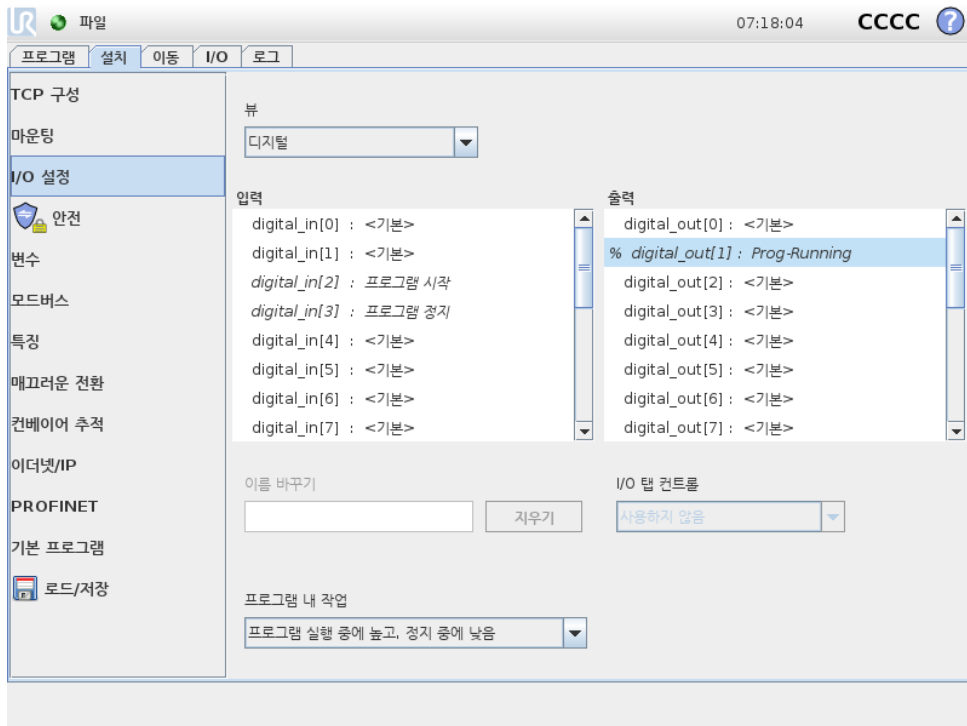 UR 파일 07:18:04 CCCC ?
프로그램 설치 이동 I/O 로그
TCP 구성
마운팅
I/O 설정
안전
변수
모드버스
특징
매끄러운 전환
컨베이어 추적
이더넷/IP
PROFINET
기본 프로그램
로드/저장
뷰
디지털
입력
digital_in[0] : <기본>
digital_in[1] : <기본>
digital_in[2] : 프로그램 시작
digital_in[3] : 프로그램 정지
digital_in[4] : <기본>
digital_in[5] : <기본>
digital_in[6] : <기본>
digital_in[7] : <기본>
출력
digital_out[0] : <기본>
% digital_out[1] : Prog-Running
digital_out[2] : <기본>
digital_out[3] : <기본>
digital_out[4] : <기본>
digital_out[5] : <기본>
digital_out[6] : <기본>
digital_out[7] : <기본>
이름 바꾸기
지우기
I/O 탭 컨트롤
사용하지 않음
프로그램 내 작업
프로그램 실행 중에 높고, 정지 중에 낮음